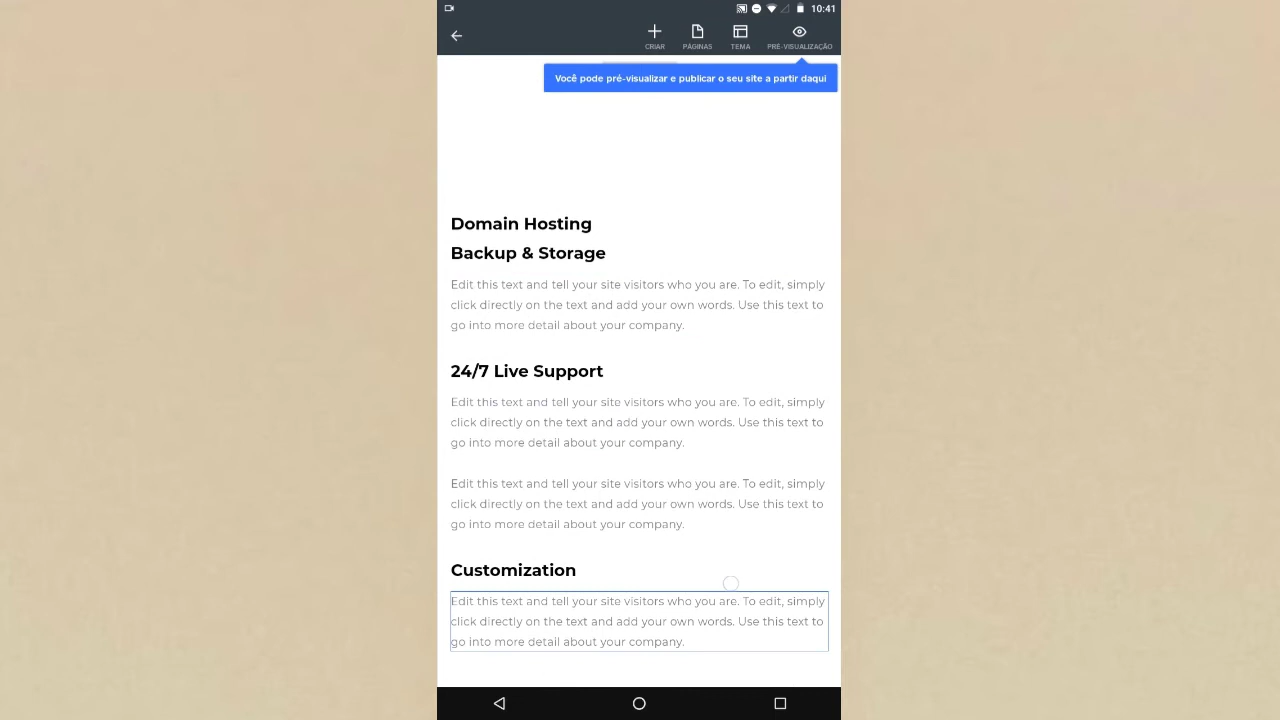 10:41
CRIAR PÁGINAS TEMA PRÉ-VISUALIZAÇÃO
Você pode pré-visualizar e publicar o seu site a partir daqui
Domain Hosting
Backup & Storage
Edit this text and tell your site visitors who you are. To edit, simply
click directly on the text and add your own words. Use this text to
go into more detail about your company.
24/7 Live Support
Edit this text and tell your site visitors who you are. To edit, simply
click directly on the text and add your own words. Use this text to
go into more detail about your company.
Edit this text and tell your site visitors who you are. To edit, simply
click directly on the text and add your own words. Use this text to
go into more detail about your company.
Customization
Edit this text and tell your site visitors who you are. To edit, simply
click directly on the text and add your own words. Use this text to
go into more detail about your company.